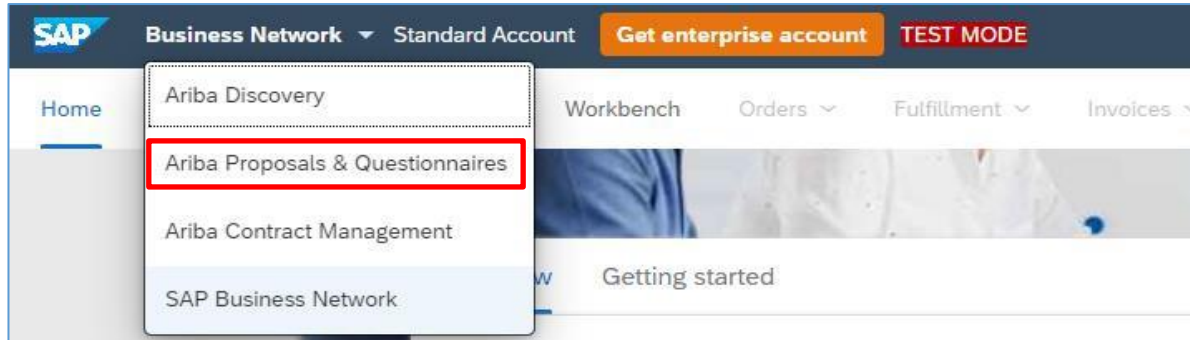 SAP Business Network Standard Account Get enterprise account TEST MODE
Home Workbench Orders Fulfillment Invoices
Ariba Discovery
Ariba Proposals & Questionnaires
Ariba Contract Management
SAP Business Network
w Getting started